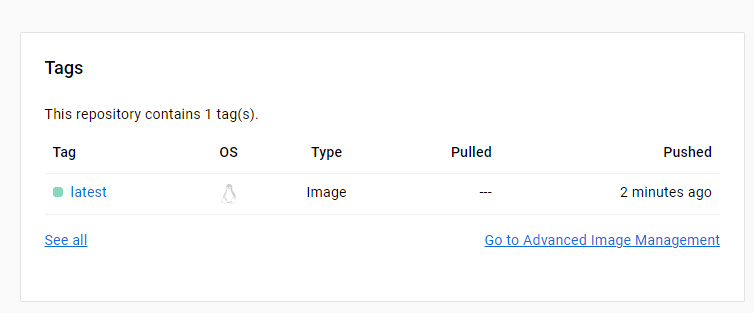 Tags
This repository contains 1 tag(s).
Tag OS Type Pulled Pushed
latest Image --- 2 minutes ago
See all Go to Advanced Image Management